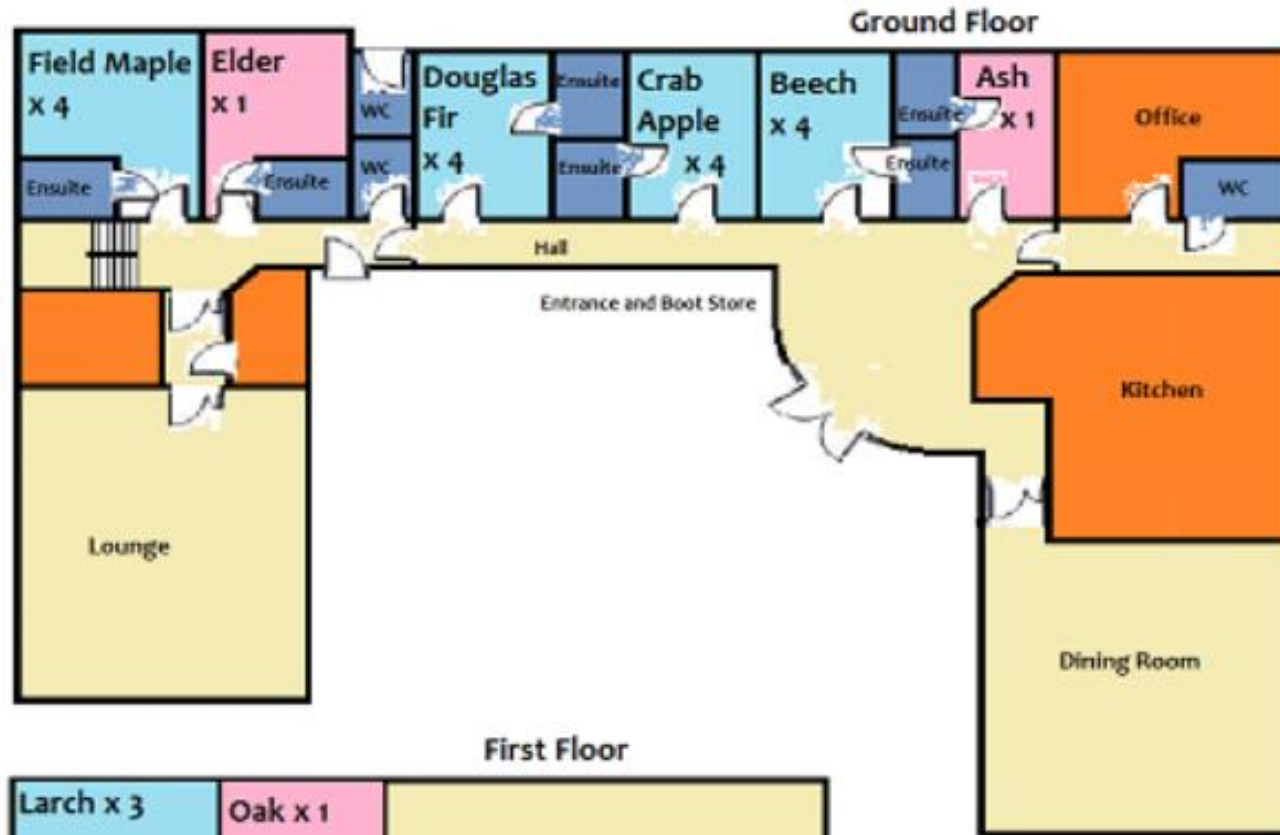 Ground Floor
Field Maple
x 4
Elder
x 1
WC
WC
Douglas
Fir
x 4
Ensuite
Ensuite
Crab
Apple
x 4
Beech
x 4
Ensuite
Ensuite
Ash
x 1
Office
WC
Ensuite
Ensuite
Hall
Entrance and Boot Store
Kitchen
Lounge
Dining Room
First Floor
Larch x 3
Oak x 1